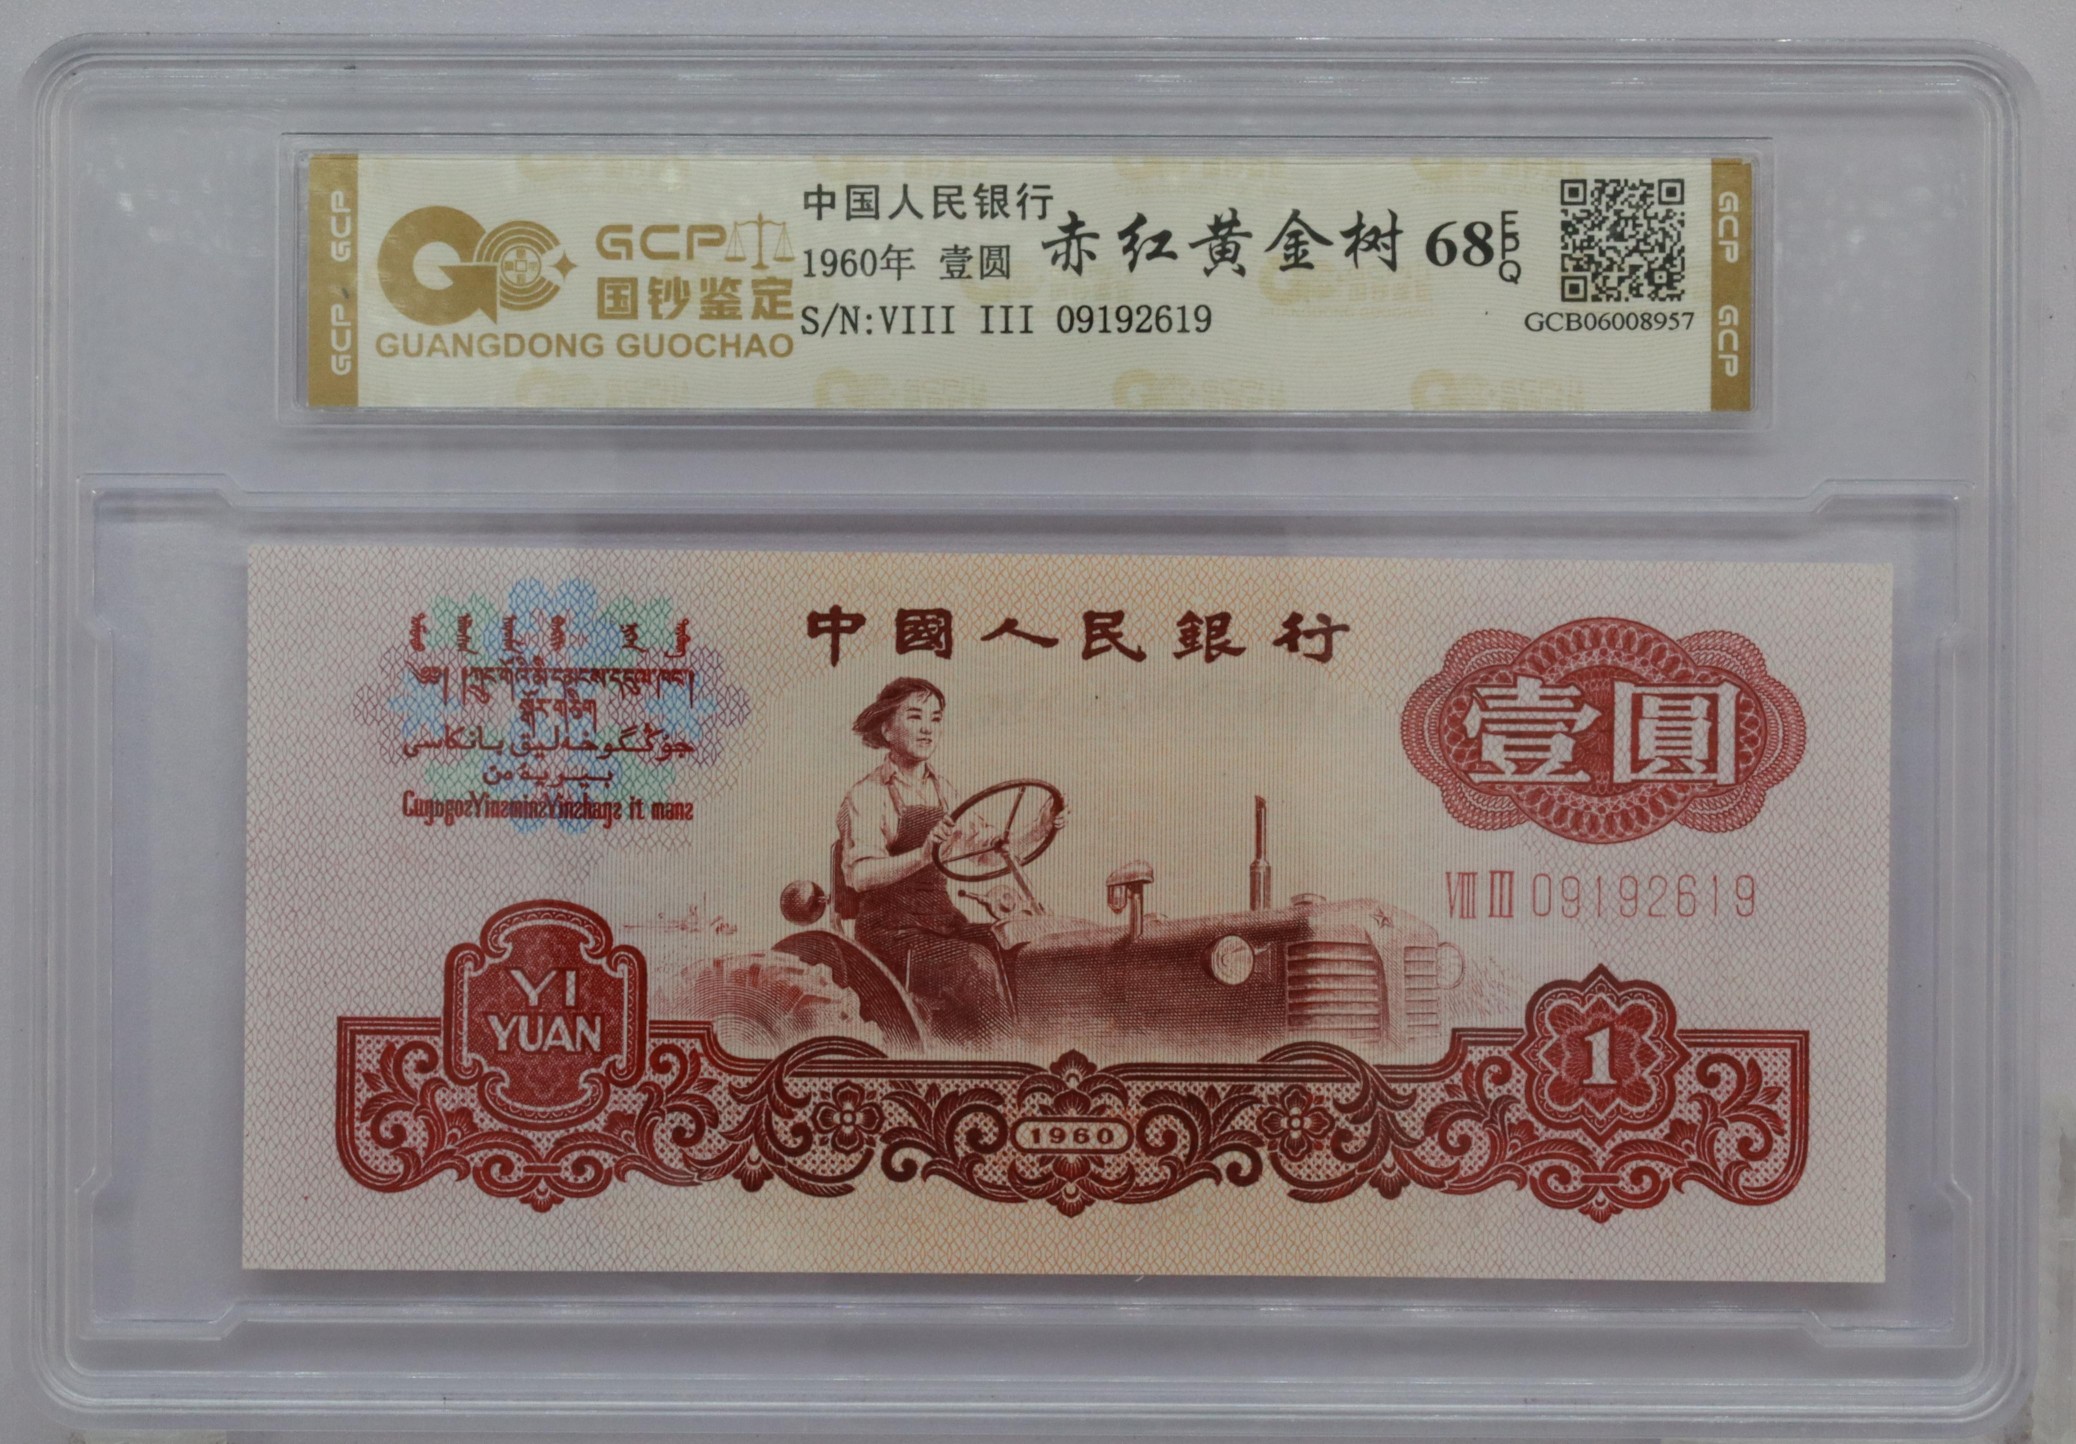 GCP GCP
GCP
国钞鉴定
GUANGDONG GUOCHAO
中国人民银行
1960年 壹圆
赤红黄金树 68 EPQ
S/N:VIII III 09192619
GCB06008957
GCP GCP
中國人民銀行
壹圓
VIII III 09192619
YI
YUAN
1960
1